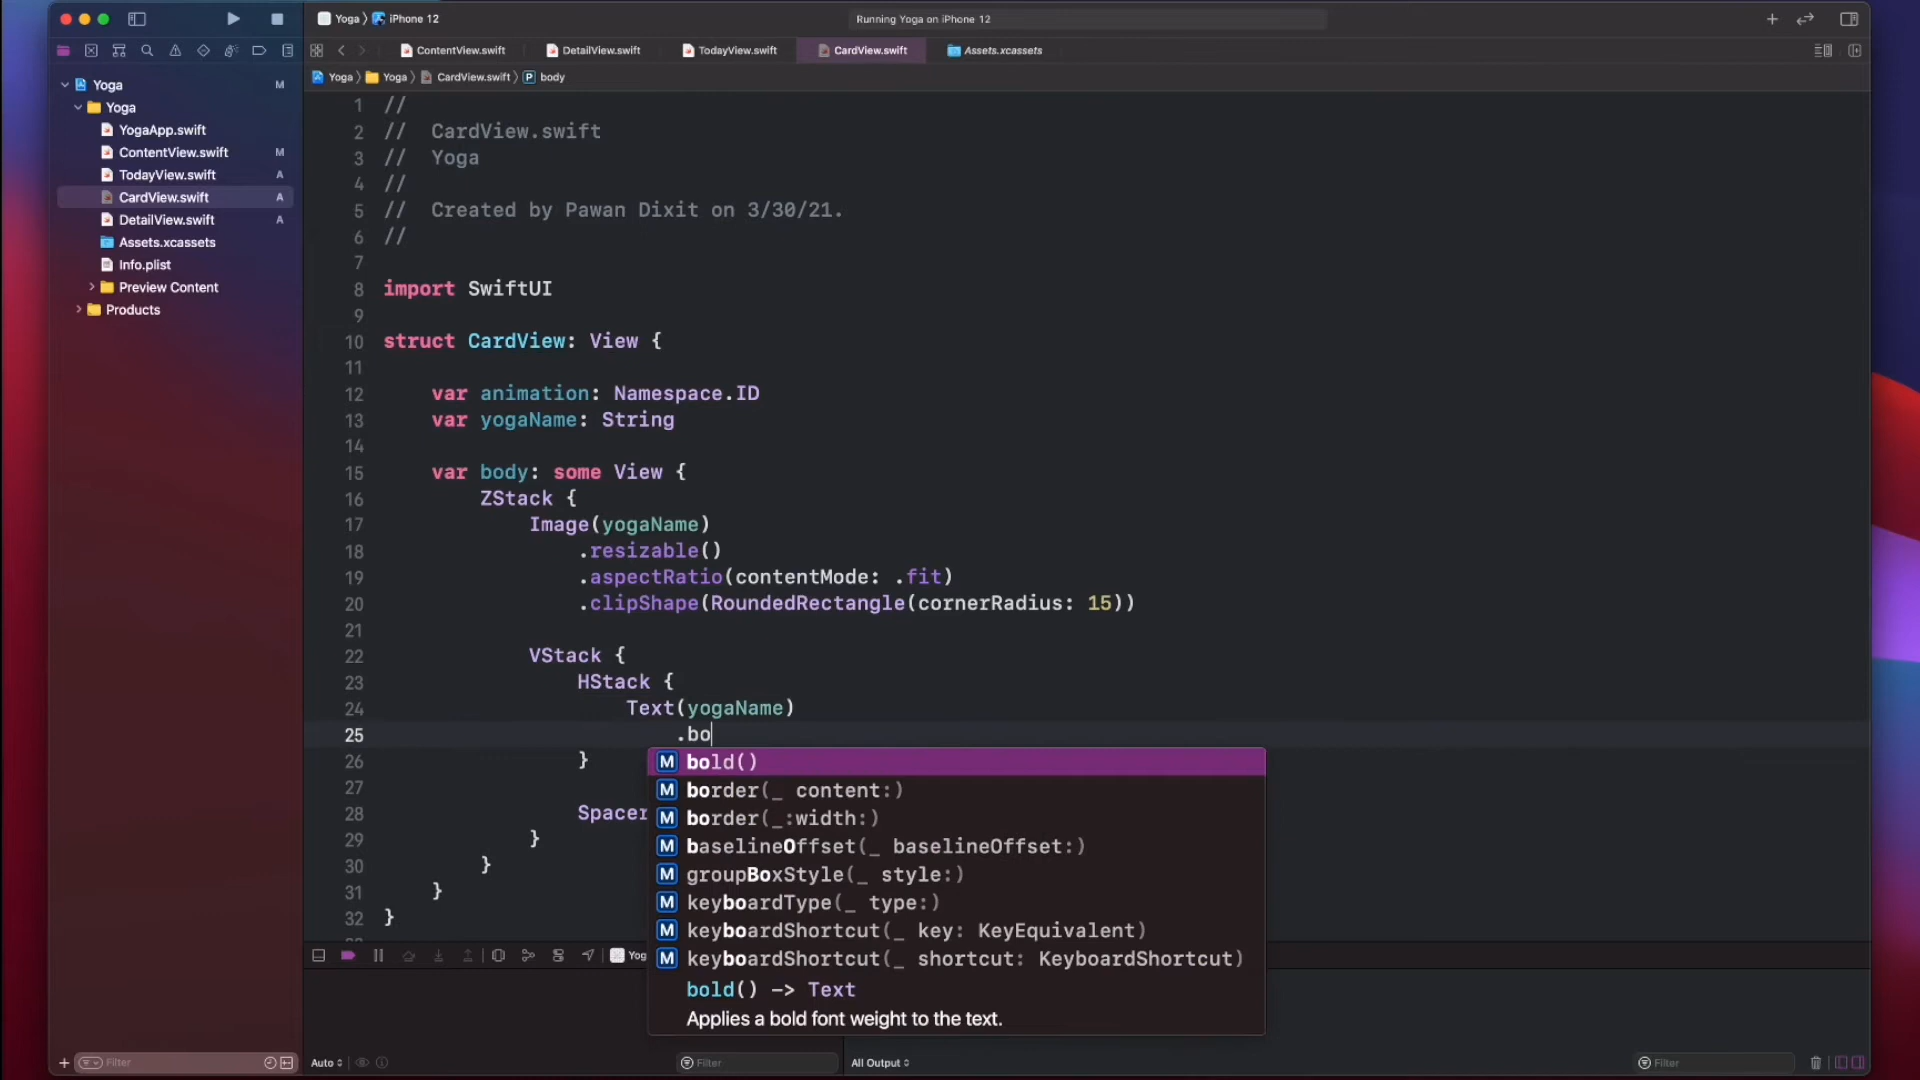 Yoga › iPhone 12
Running Yoga on iPhone 12
ContentView.swift
DetailView.swift
TodayView.swift
CardView.swift
Assets.xcassets
Yoga › Yoga › CardView.swift › P body
Yoga M
Yoga
YogaApp.swift
ContentView.swift M
TodayView.swift A
CardView.swift A
DetailView.swift A
Assets.xcassets
Info.plist
Preview Content
Products
1 //
2 //  CardView.swift
3 //  Yoga
4 //
5 //  Created by Pawan Dixit on 3/30/21.
6 //
7
8 import SwiftUI
9
10 struct CardView: View {
11
12     var animation: Namespace.ID
13     var yogaName: String
14
15     var body: some View {
16         ZStack {
17             Image(yogaName)
18                 .resizable()
19                 .aspectRatio(contentMode: .fit)
20                 .clipShape(RoundedRectangle(cornerRadius: 15))
21
22             VStack {
23                 HStack {
24                     Text(yogaName)
25                         .bo
26                 }
27
28                 Spacer
29             }
30         }
31     }
32 }
M bold()
M border(_ content:)
M border(_:width:)
M baselineOffset(_ baselineOffset:)
M groupBoxStyle(_ style:)
M keyboardType(_ type:)
M keyboardShortcut(_ key: KeyEquivalent)
M keyboardShortcut(_ shortcut: KeyboardShortcut)
bold() -> Text
Applies a bold font weight to the text.
Yog
Filter
Auto
Filter
All Output
Filter